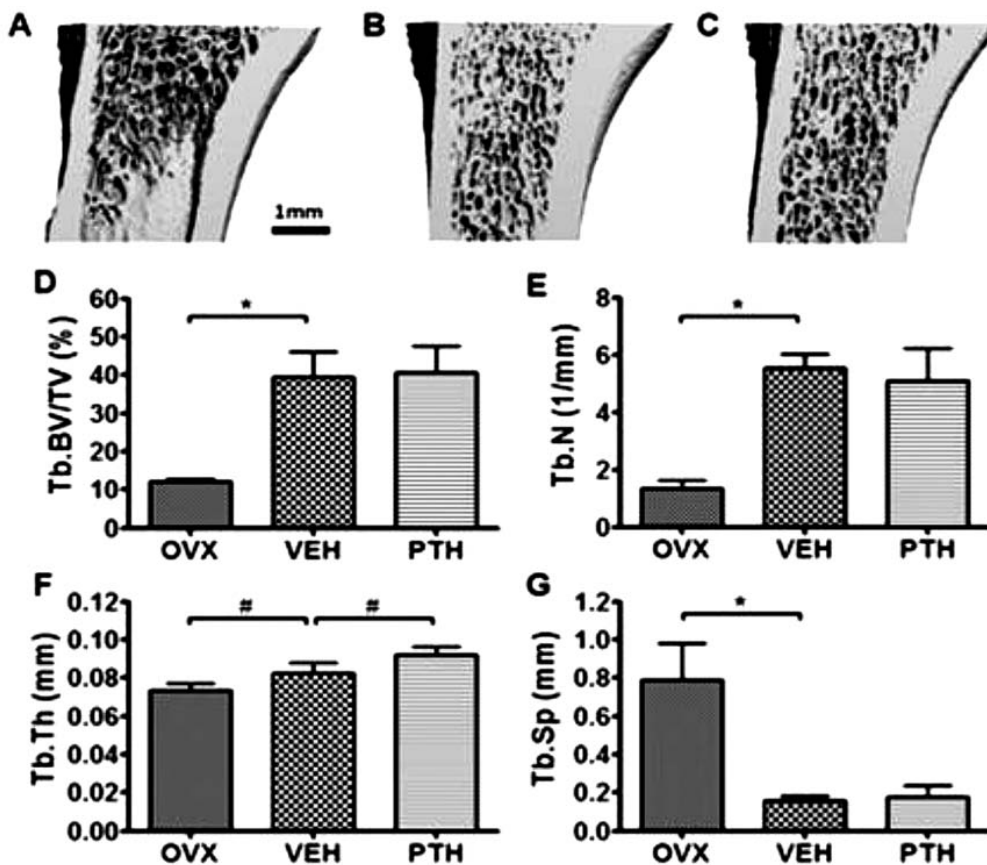 A
B
C
1mm
D
Tb.BV/TV (%)
60
50
40
30
20
10
0
*
OVX VEH PTH
E
Tb.N (1/mm)
8
6
4
2
0
*
OVX VEH PTH
F
Tb.Th (mm)
0.12
0.10
0.08
0.06
0.04
0.02
0.00
# #
OVX VEH PTH
G
Tb.Sp (mm)
1.2
1.0
0.8
0.6
0.4
0.2
0.0
*
OVX VEH PTH